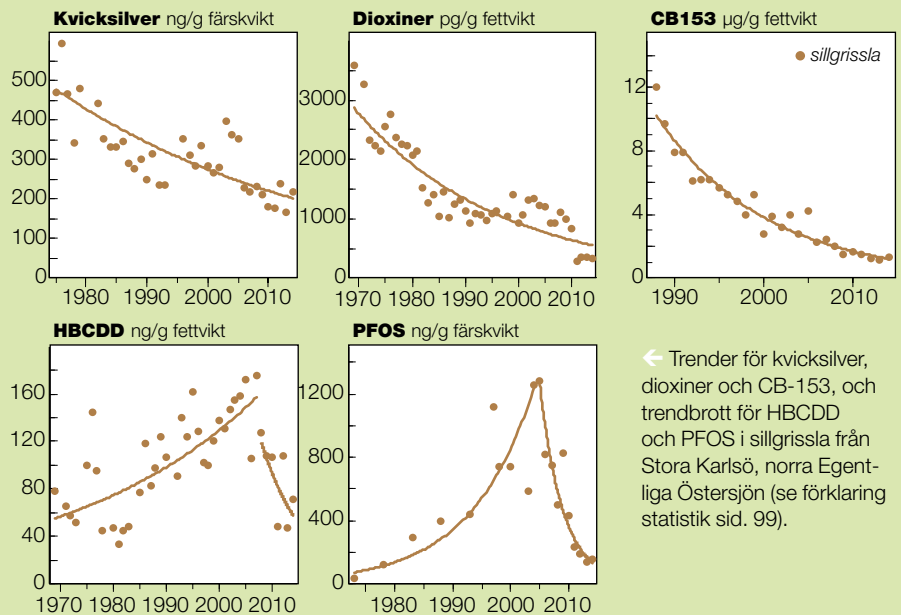 Kvicksilver ng/g färskvikt
500
400
300
200
100
0
1980 1990 2000 2010
Dioxiner pg/g fettvikt
3000
2000
1000
0
1970 1980 1990 2000 2010
CB153 µg/g fettvikt
sillgrissla
12
8
4
0
1990 2000 2010
HBCDD ng/g fettvikt
160
120
80
40
0
1970 1980 1990 2000 2010
PFOS ng/g färskvikt
1200
800
400
0
1980 1990 2000 2010
← Trender för kvicksilver,
dioxiner och CB-153, och
trendbrott för HBCDD
och PFOS i sillgrissla från
Stora Karlsö, norra Egent-
liga Östersjön (se förklaring
statistik sid. 99).